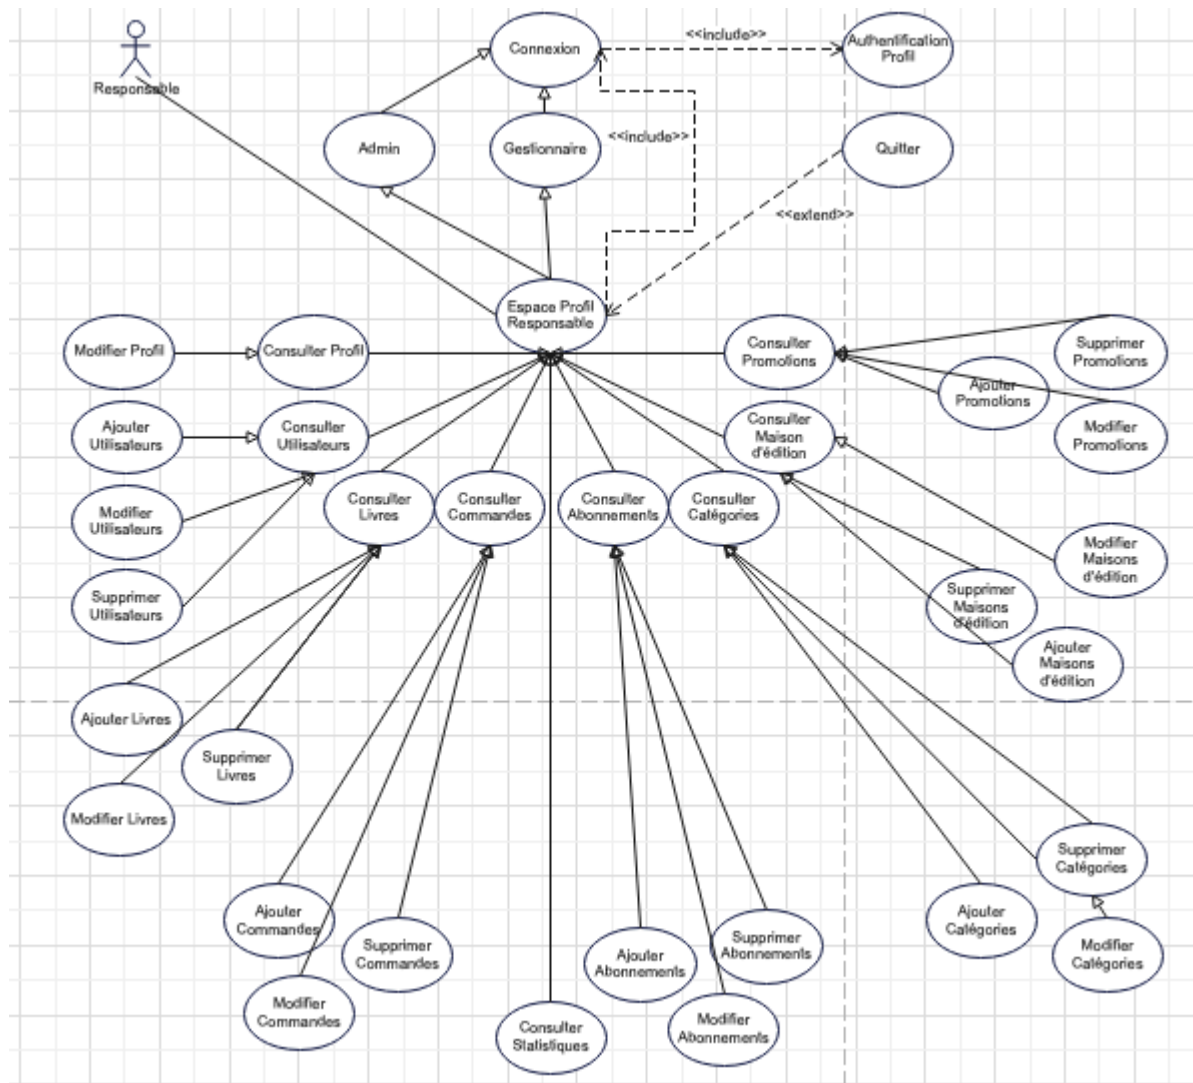 Connexion
<<include>>
Authentification
Profil
Responsable
Admin
Gestionnaire
<<include>>
Quitter
<<extend>>
Espace Profil
Responsable
Modifier Profil
Consulter Profil
Consulter
Promotions
Supprimer
Promotions
Ajouter
Promotions
Ajouter
Utilisateurs
Consulter
Utilisateurs
Consulter
Maison
d'édition
Modifier
Promotions
Modifier
Utilisateurs
Consulter
Livres
Consulter
Commandes
Consulter
Abonnements
Consulter
Catégories
Modifier
Maisons
d'édition
Supprimer
Utilisateurs
Supprimer
Maisons
d'édition
Ajouter
Maisons
d'édition
Ajouter Livres
Supprimer
Livres
Modifier Livres
Supprimer
Catégories
Ajouter
Commandes
Supprimer
Commandes
Ajouter
Abonnements
Supprimer
Abonnements
Ajouter
Catégories
Modifier
Catégories
Modifier
Commandes
Consulter
Statistiques
Modifier
Abonnements